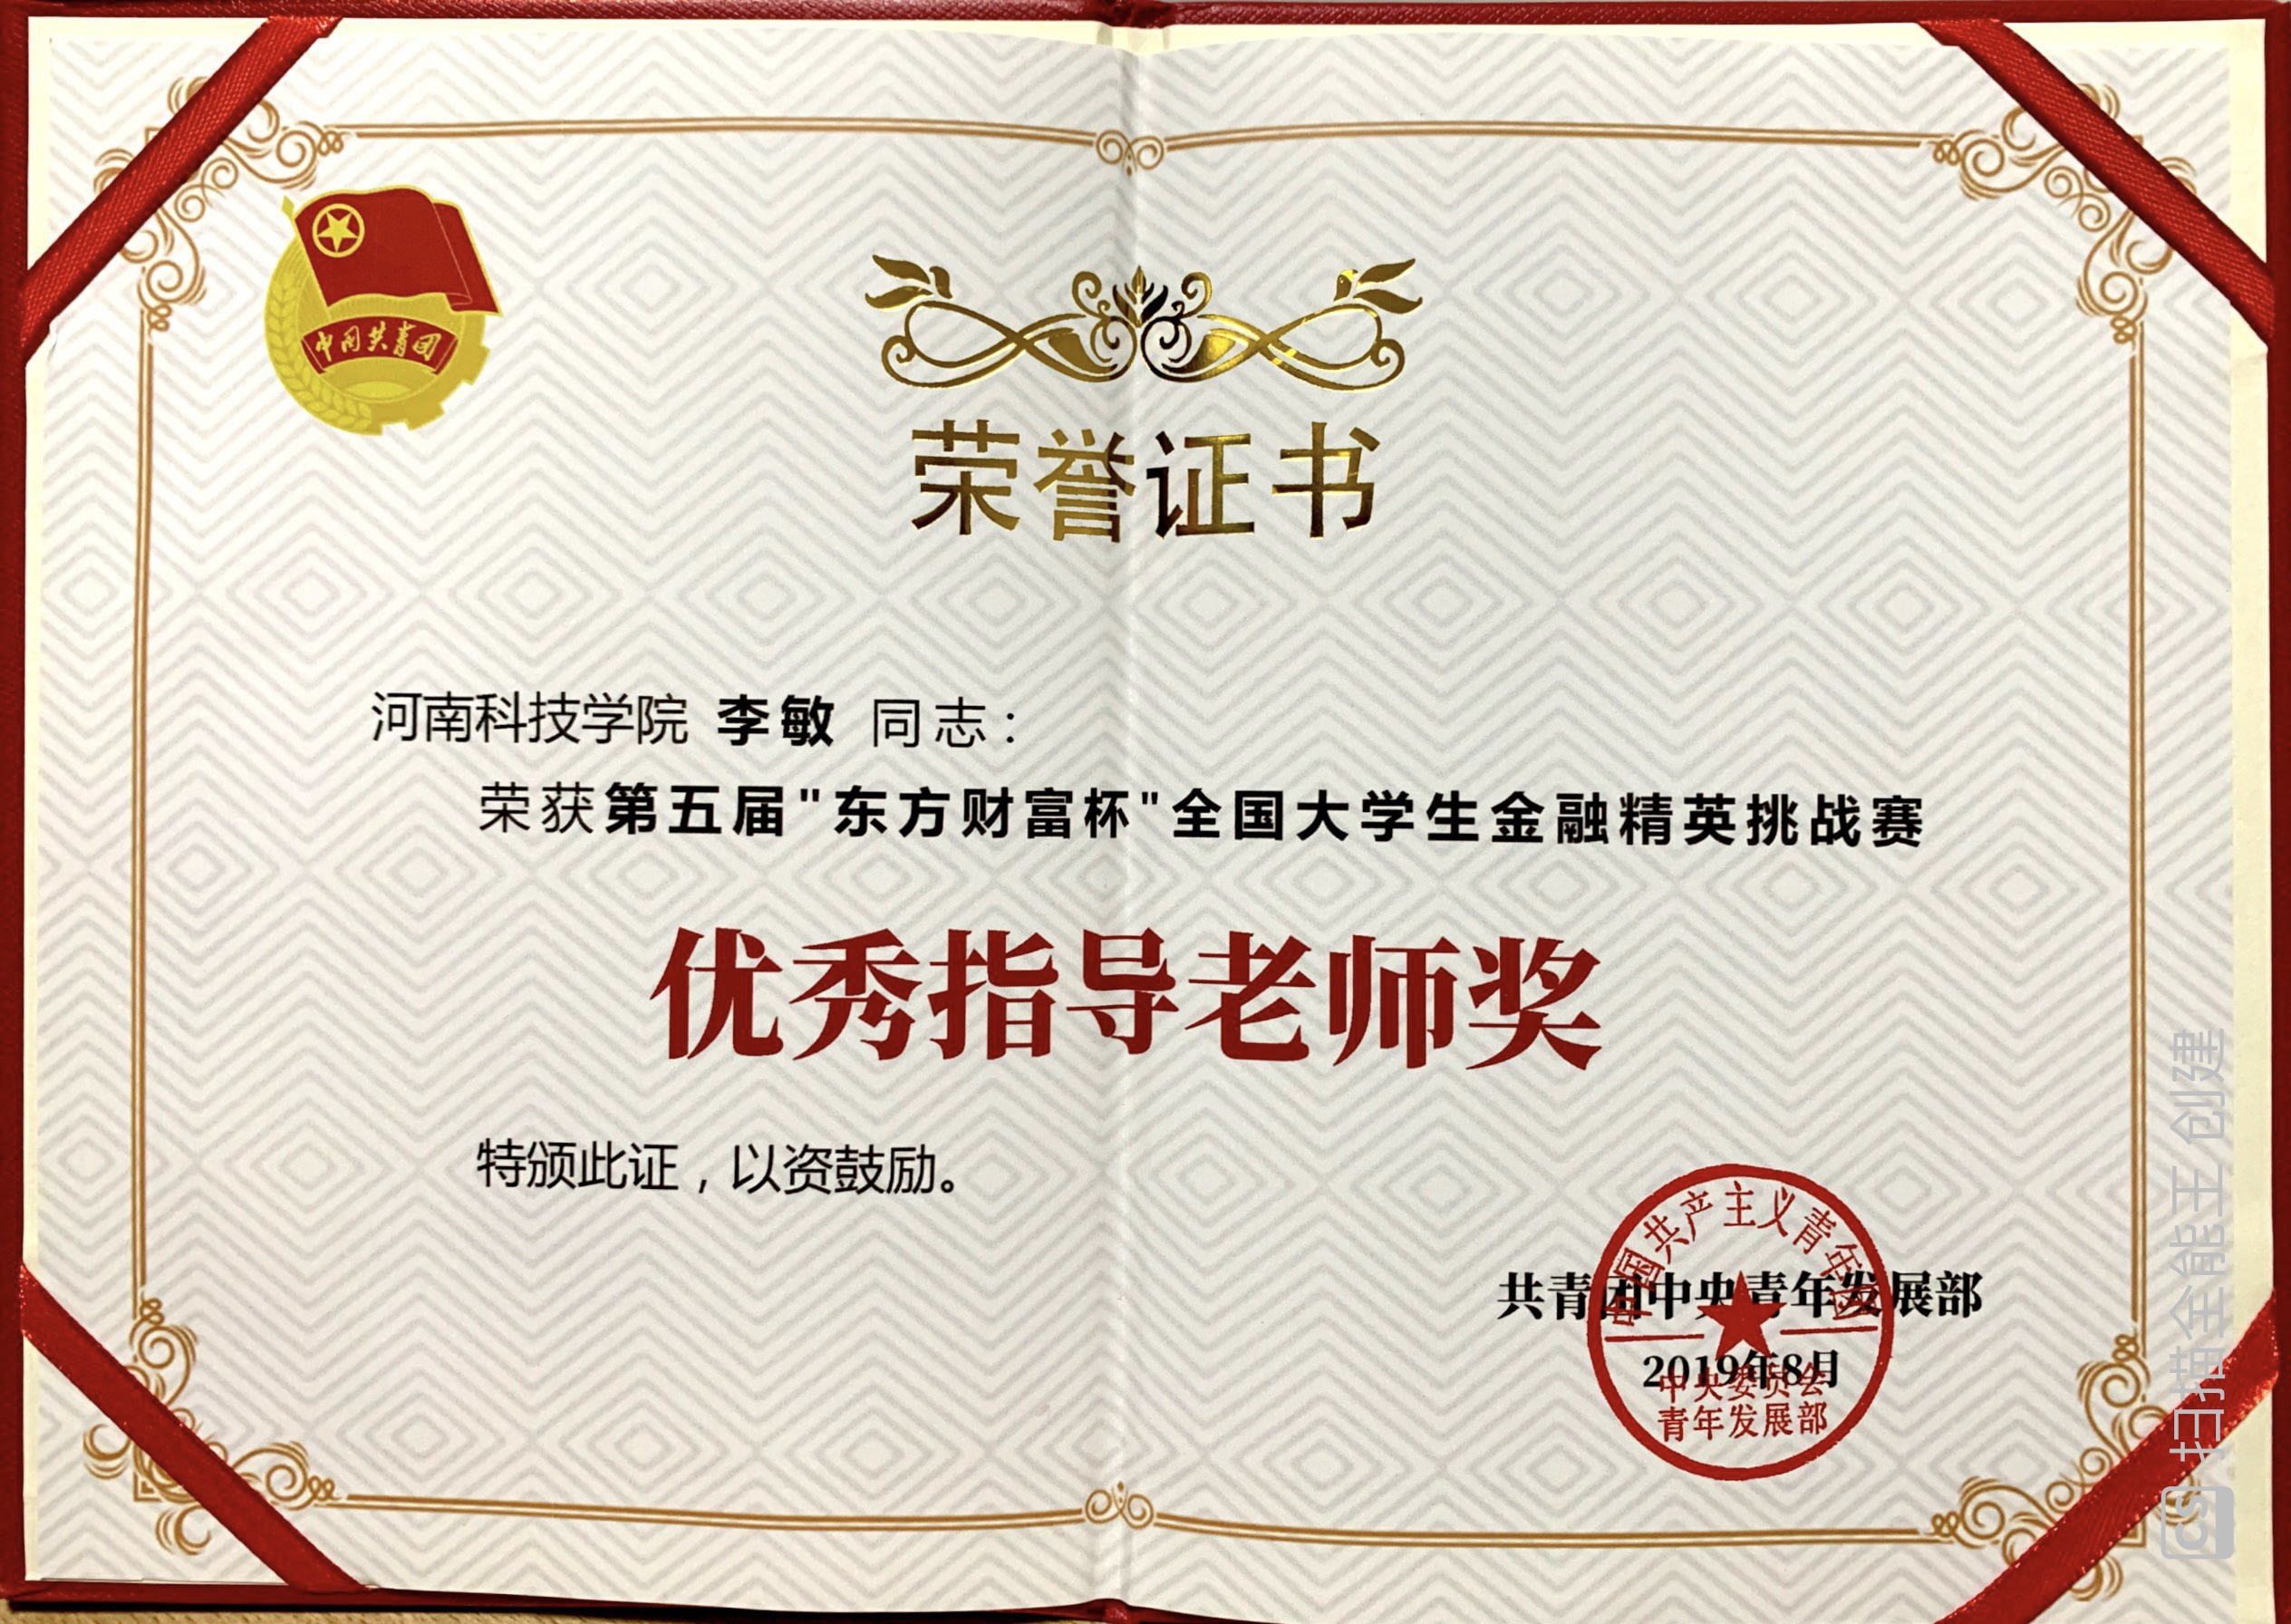 中国共青团
荣誉证书
河南科技学院 李敏 同志：
荣获第五届"东方财富杯"全国大学生金融精英挑战赛
优秀指导老师奖
特颁此证，以资鼓励。
共青团中央青年发展部
2019年8月
中国共产主义青年团
中央委员会
青年发展部
CS 扫描全能王 创建